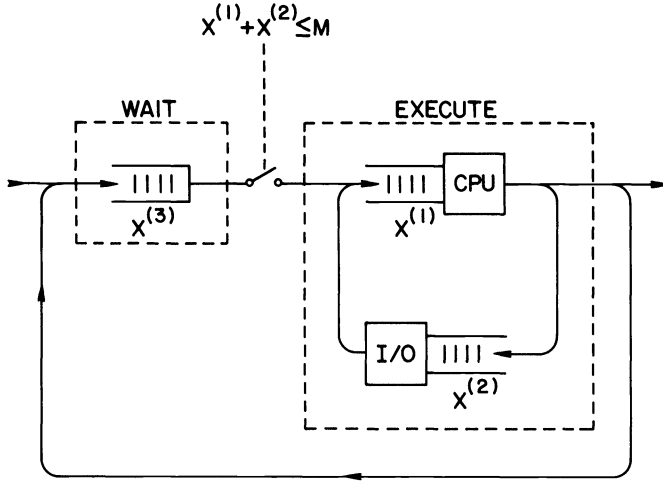 X^(1)+X^(2)≤M
WAIT
EXECUTE
X^(3)
CPU
X^(1)
I/O
X^(2)